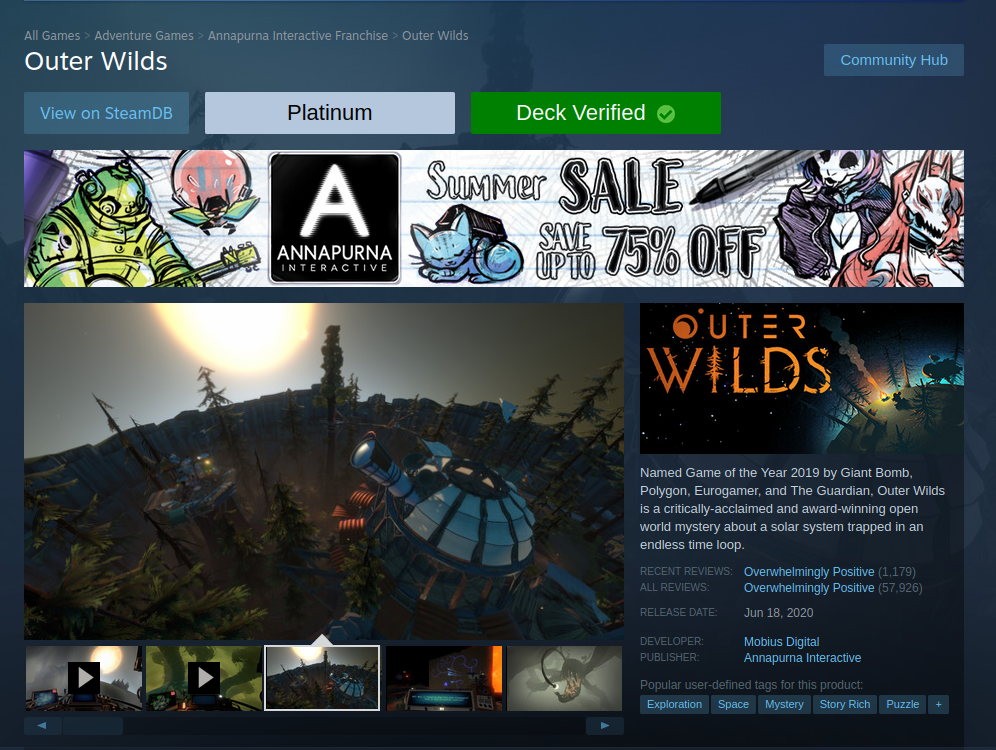 All Games > Adventure Games > Annapurna Interactive Franchise > Outer Wilds
Outer Wilds
Community Hub
View on SteamDB
Platinum
Deck Verified
A
ANNAPURNA
INTERACTIVE
Summer SALE
SAVE UP TO 75% OFF
OUTER
WILDS
Named Game of the Year 2019 by Giant Bomb,
Polygon, Eurogamer, and The Guardian, Outer Wilds
is a critically-acclaimed and award-winning open
world mystery about a solar system trapped in an
endless time loop.
RECENT REVIEWS: Overwhelmingly Positive (1,179)
ALL REVIEWS: Overwhelmingly Positive (57,926)
RELEASE DATE: Jun 18, 2020
DEVELOPER: Mobius Digital
PUBLISHER: Annapurna Interactive
Popular user-defined tags for this product:
Exploration Space Mystery Story Rich Puzzle +